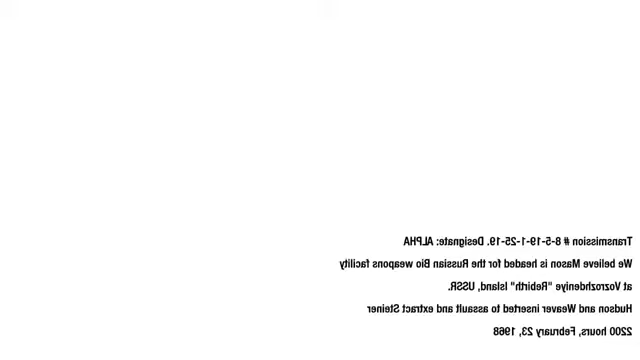 Transmission # 8-5-19-1-25-19. Designate: ALPHA
We believe Mason is headed for the Russian Bio weapons facility
at Vozrozhdeniye "Rebirth" Island, USSR.
Hudson and Weaver inserted to assault and extract Steiner
2200 hours, February 23, 1968